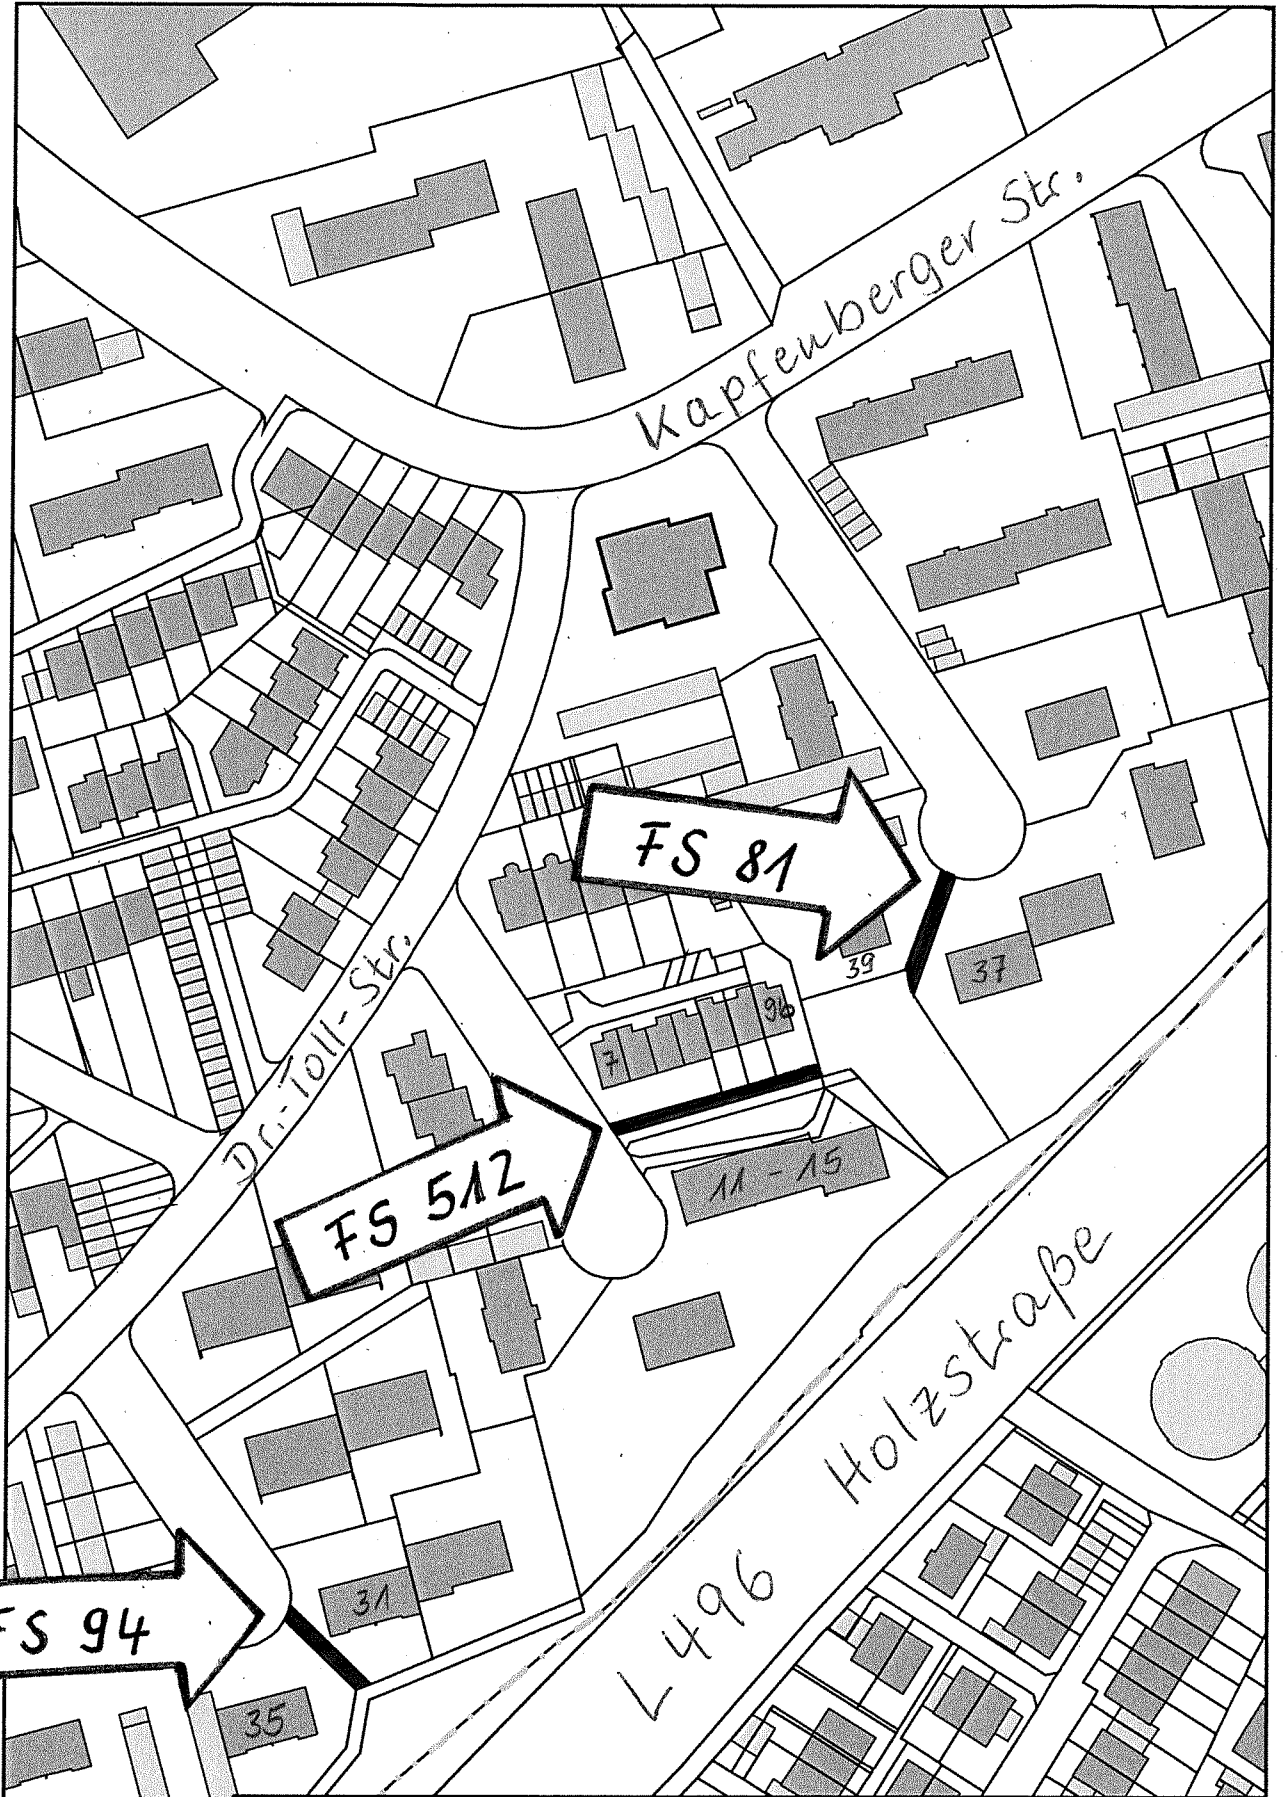 Kapfenberger Str.
FS 81
39
37
96
7
Dr.-Toll-Str.
11 - 15
FS 512
Holzstraße
L 496
31
FS 94
35